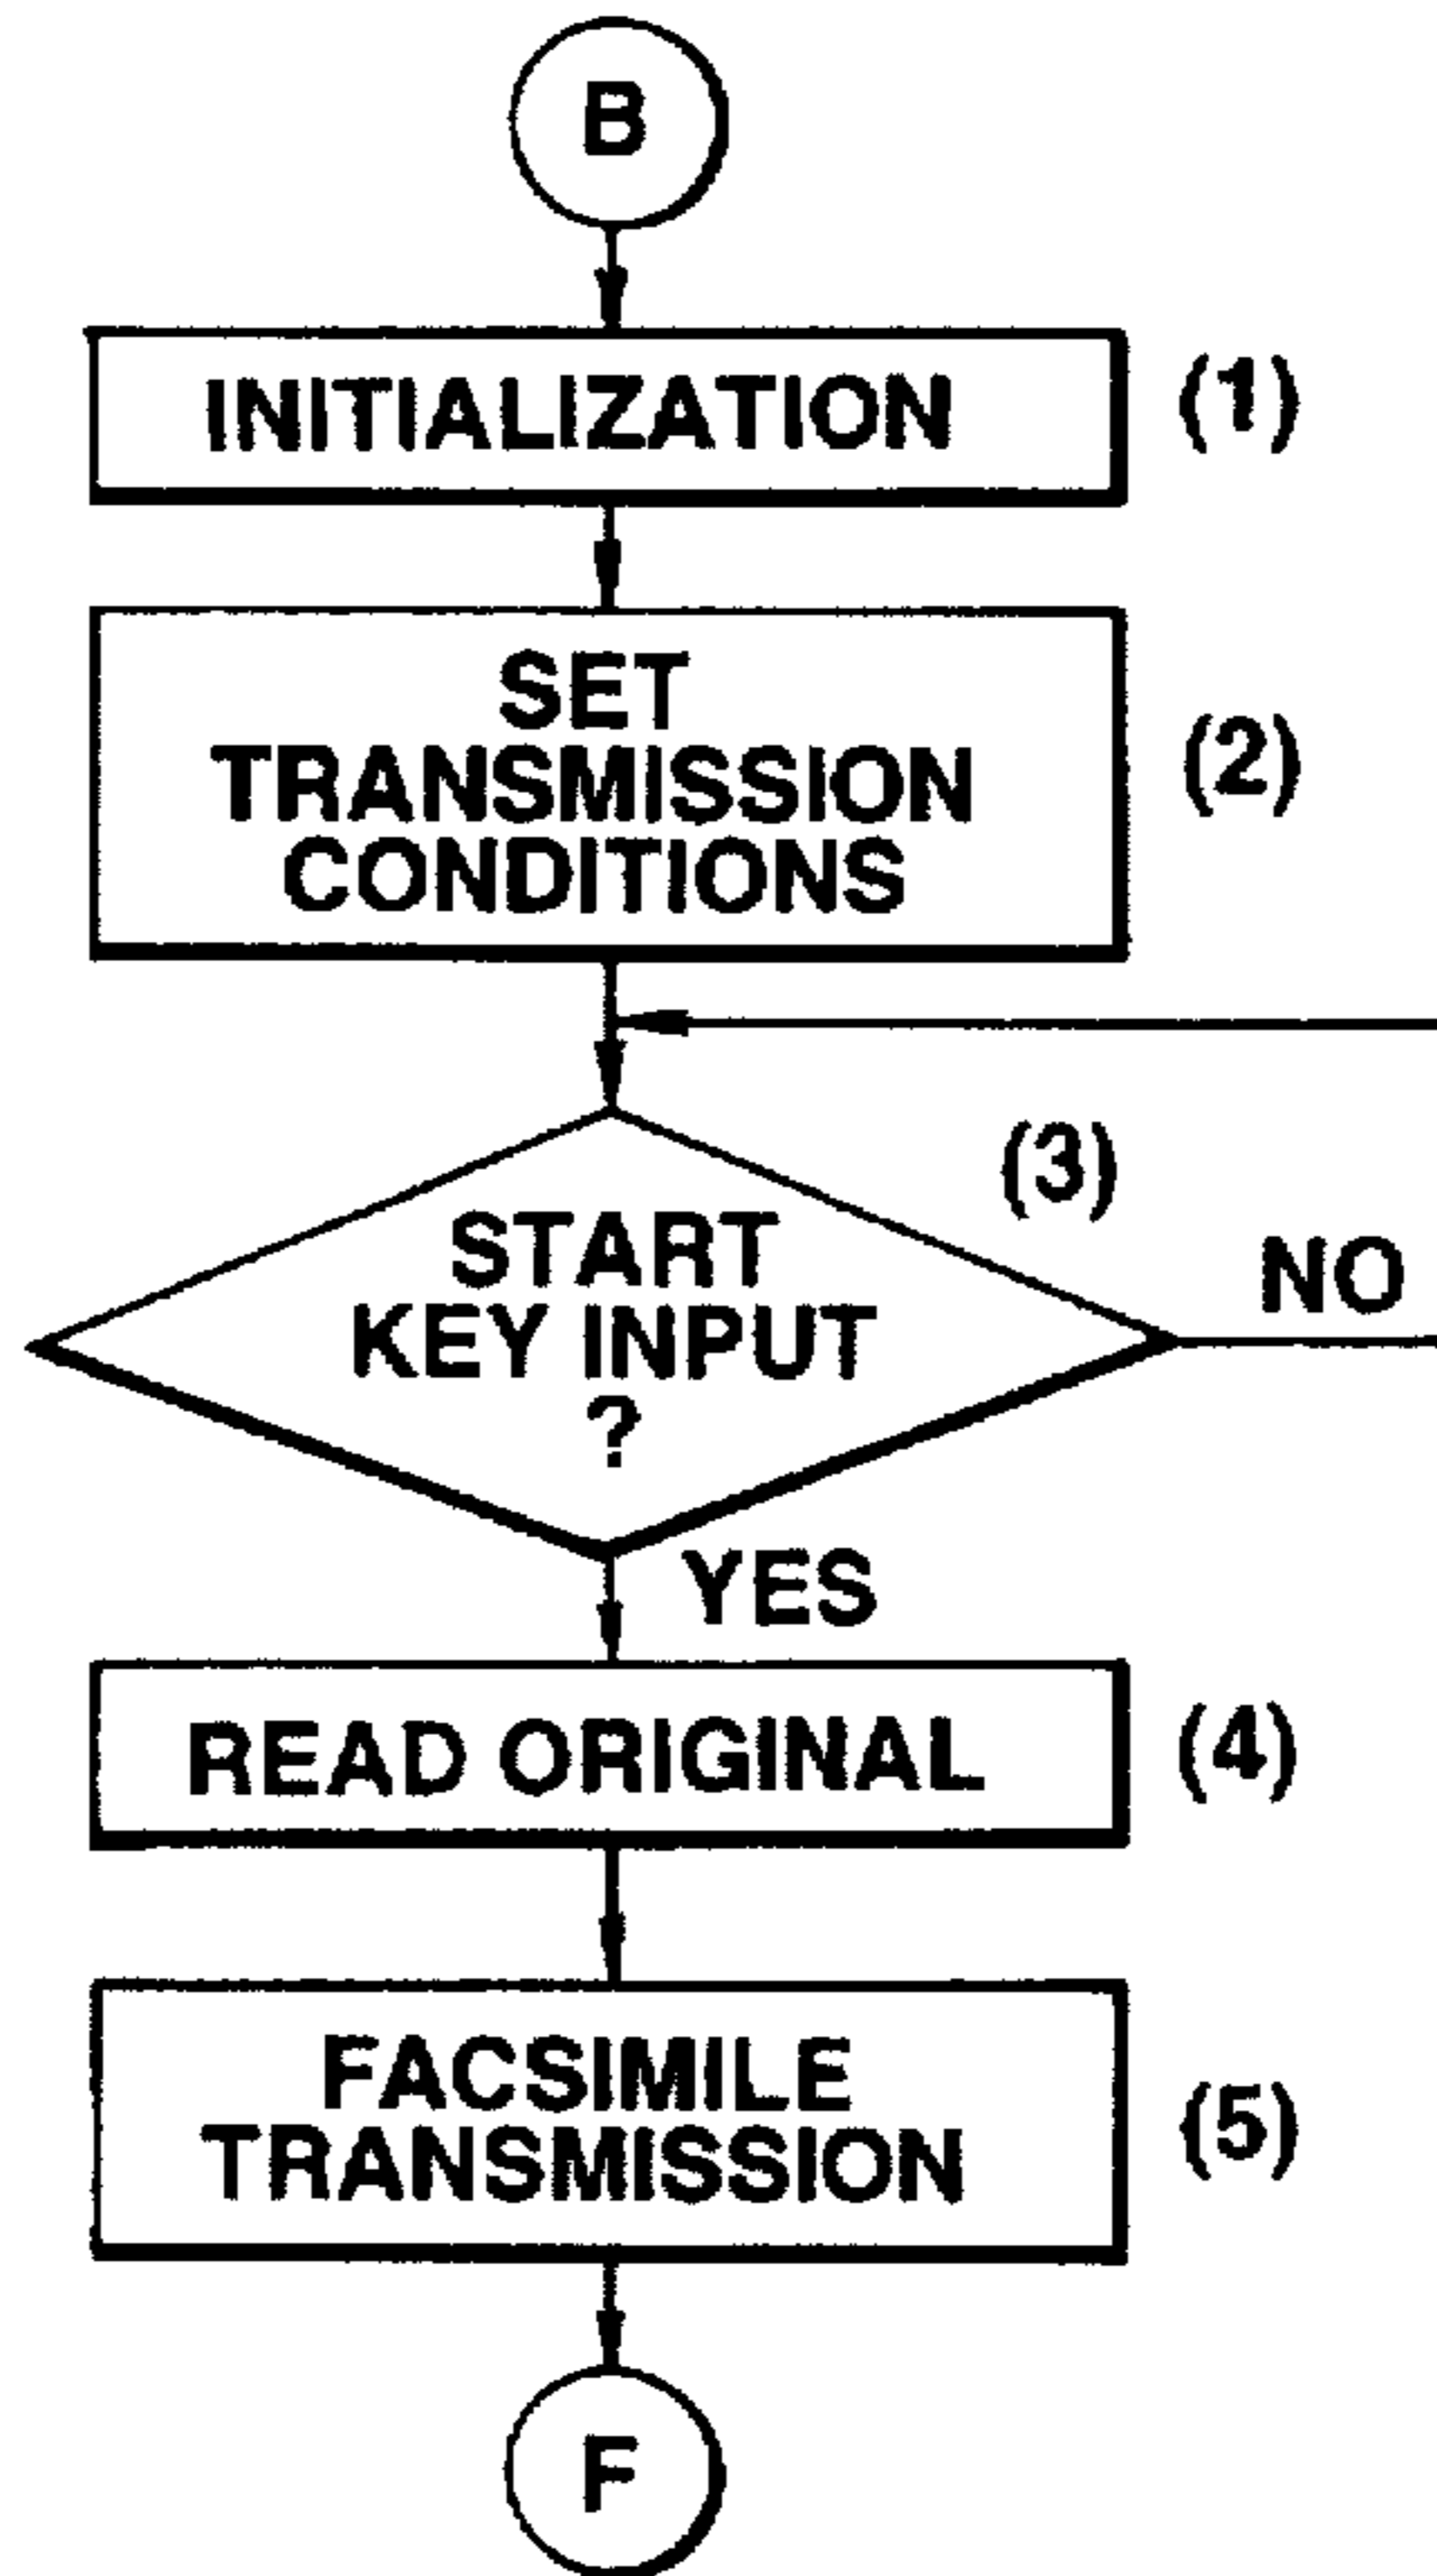 B
INITIALIZATION
(1)
SET
TRANSMISSION
CONDITIONS
(2)
(3)
START
KEY INPUT
?
NO
YES
READ ORIGINAL
(4)
FACSIMILE
TRANSMISSION
(5)
F